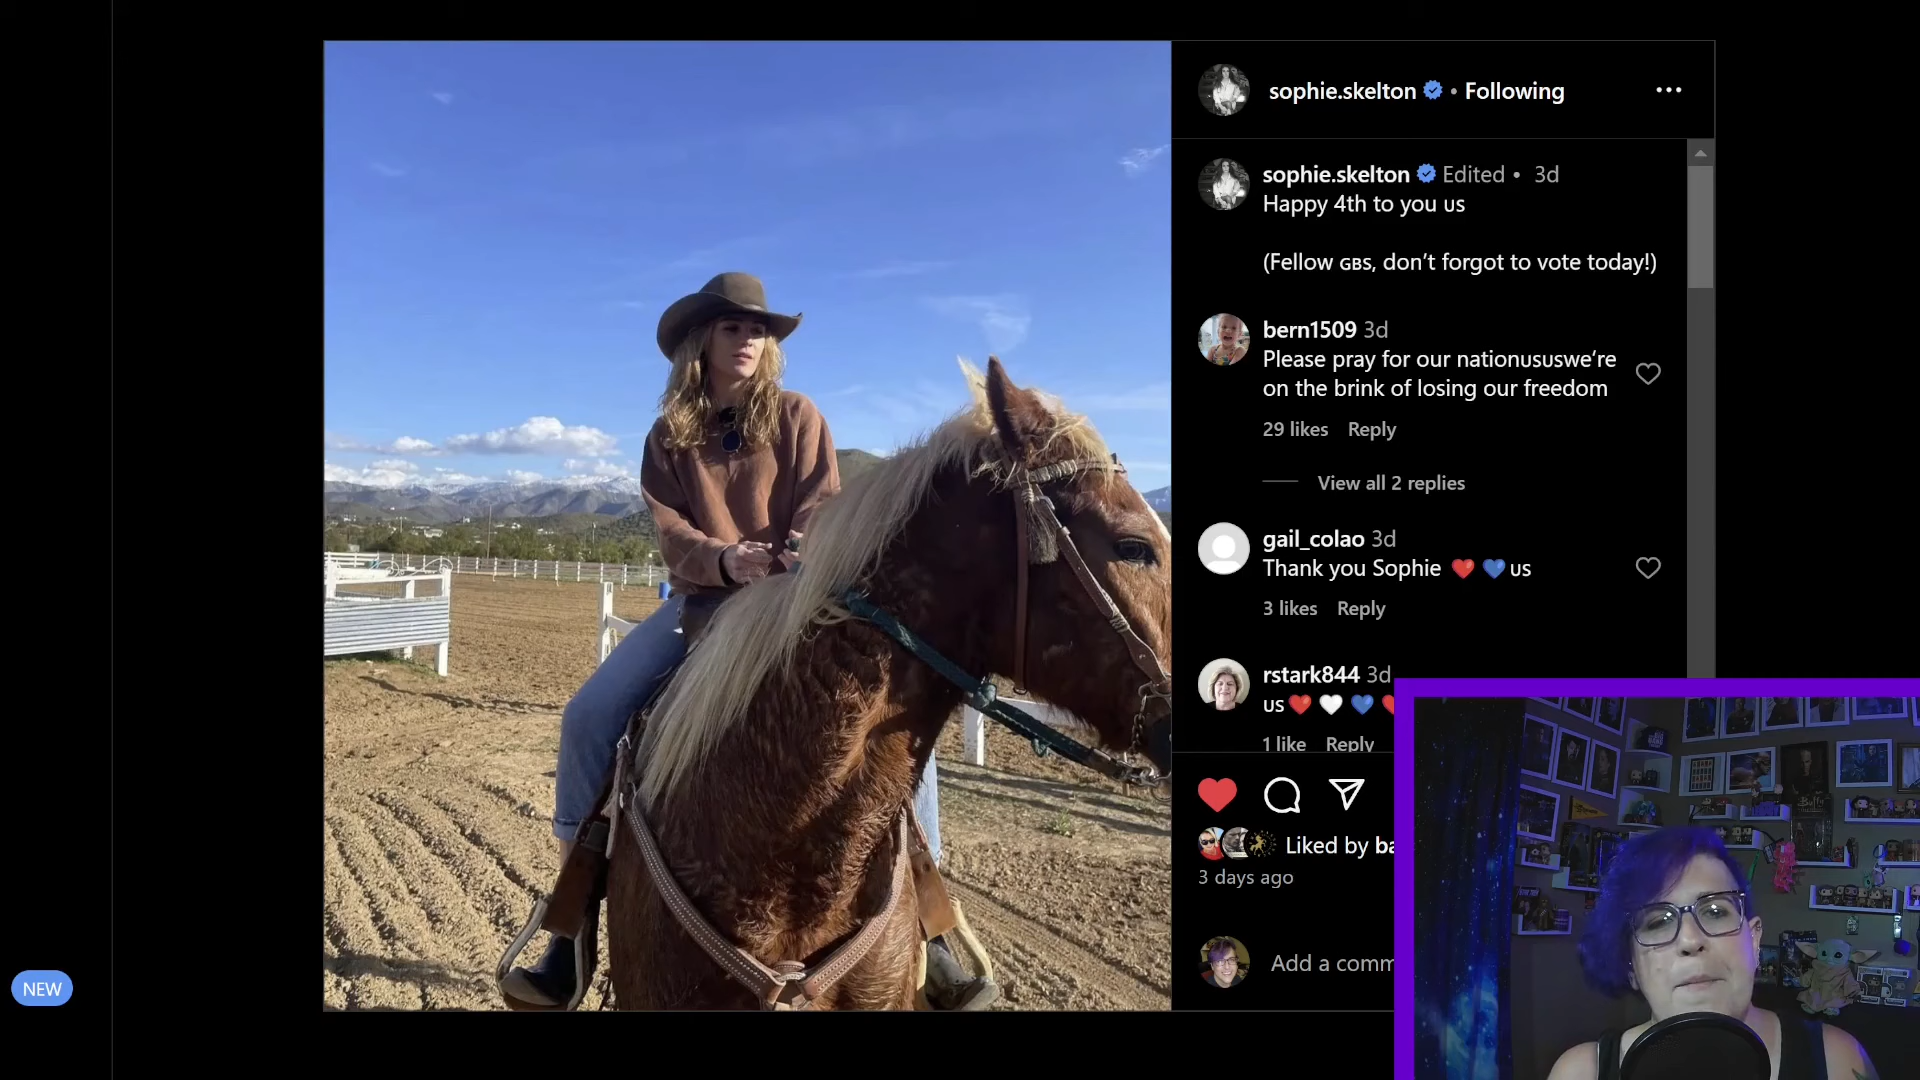 sophie.skelton • Following
sophie.skelton Edited • 3d
Happy 4th to you us
(Fellow GBs, don't forgot to vote today!)
bern1509 3d
Please pray for our nationususwe're
on the brink of losing our freedom
29 likes Reply
View all 2 replies
gail_colao 3d
Thank you Sophie ❤️ 💙 us
3 likes Reply
rstark844 3d
us ❤️ 🤍 💙
1 like Reply
Liked by ba
3 days ago
Add a comm
NEW
Buffy